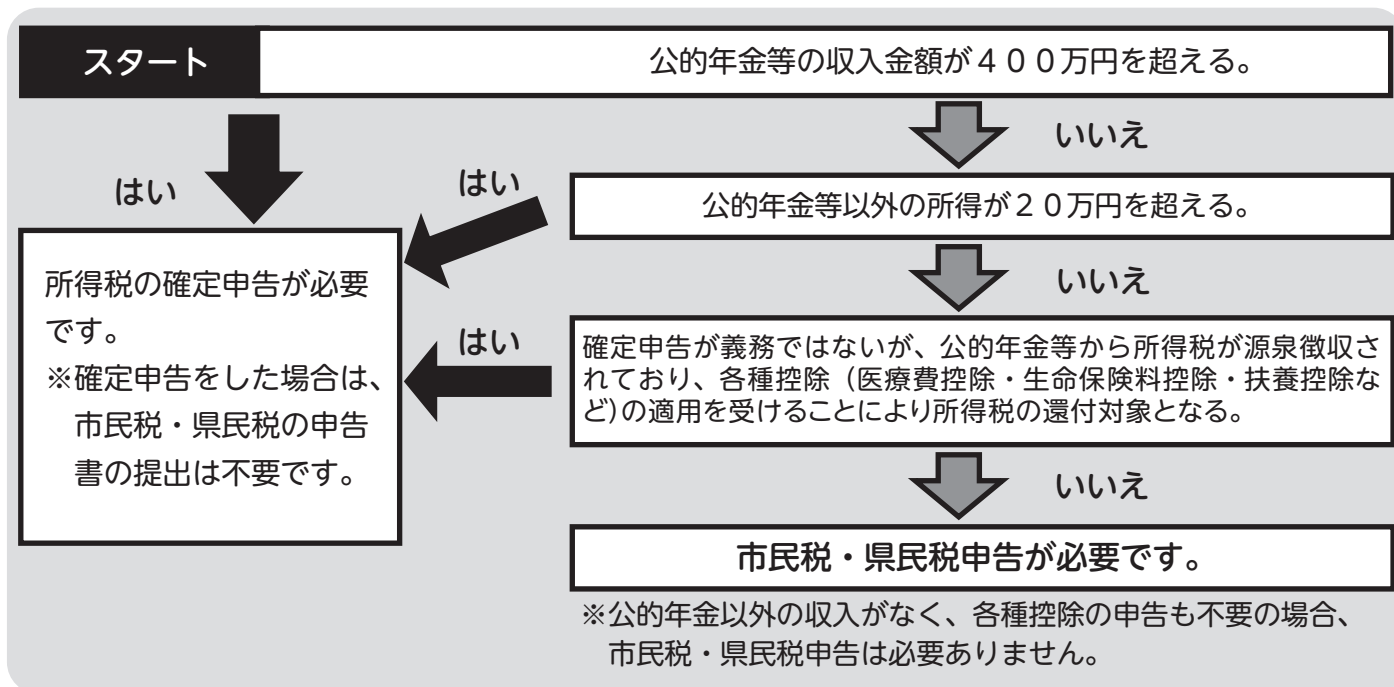 スタート
公的年金等の収入金額が４００万円を超える。
はい
いいえ
はい
公的年金等以外の所得が２０万円を超える。
いいえ
所得税の確定申告が必要
です。
※確定申告をした場合は、
市民税・県民税の申告
書の提出は不要です。
はい
確定申告が義務ではないが、公的年金等から所得税が源泉徴収さ
れており、各種控除（医療費控除・生命保険料控除・扶養控除な
ど)の適用を受けることにより所得税の還付対象となる。
いいえ
市民税・県民税申告が必要です。
※公的年金以外の収入がなく、各種控除の申告も不要の場合、
市民税・県民税申告は必要ありません。